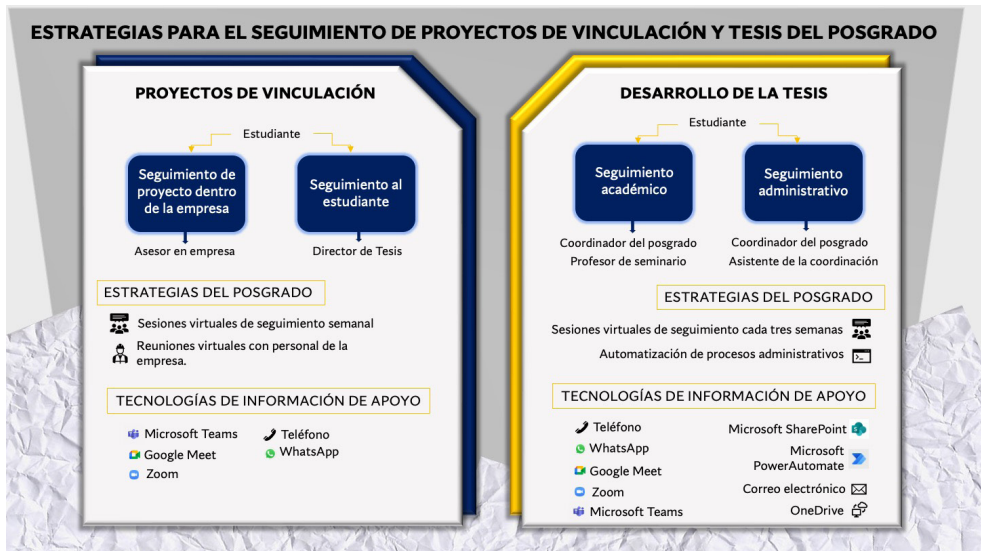 ESTRATEGIAS PARA EL SEGUIMIENTO DE PROYECTOS DE VINCULACIÓN Y TESIS DEL POSGRADO
PROYECTOS DE VINCULACIÓN
Estudiante
Seguimiento de
proyecto dentro
de la empresa
Seguimiento al
estudiante
Asesor en empresa
Director de Tesis
ESTRATEGIAS DEL POSGRADO
Sesiones virtuales de seguimiento semanal
Reuniones virtuales con personal de la
empresa.
TECNOLOGÍAS DE INFORMACIÓN DE APOYO
Microsoft Teams
Google Meet
Zoom
Teléfono
WhatsApp
DESARROLLO DE LA TESIS
Estudiante
Seguimiento
académico
Seguimiento
administrativo
Coordinador del posgrado
Profesor de seminario
Coordinador del posgrado
Asistente de la coordinación
ESTRATEGIAS DEL POSGRADO
Sesiones virtuales de seguimiento cada tres semanas
Automatización de procesos administrativos
TECNOLOGÍAS DE INFORMACIÓN DE APOYO
Teléfono
WhatsApp
Google Meet
Zoom
Microsoft Teams
Microsoft SharePoint
Microsoft
PowerAutomate
Correo electrónico
OneDrive